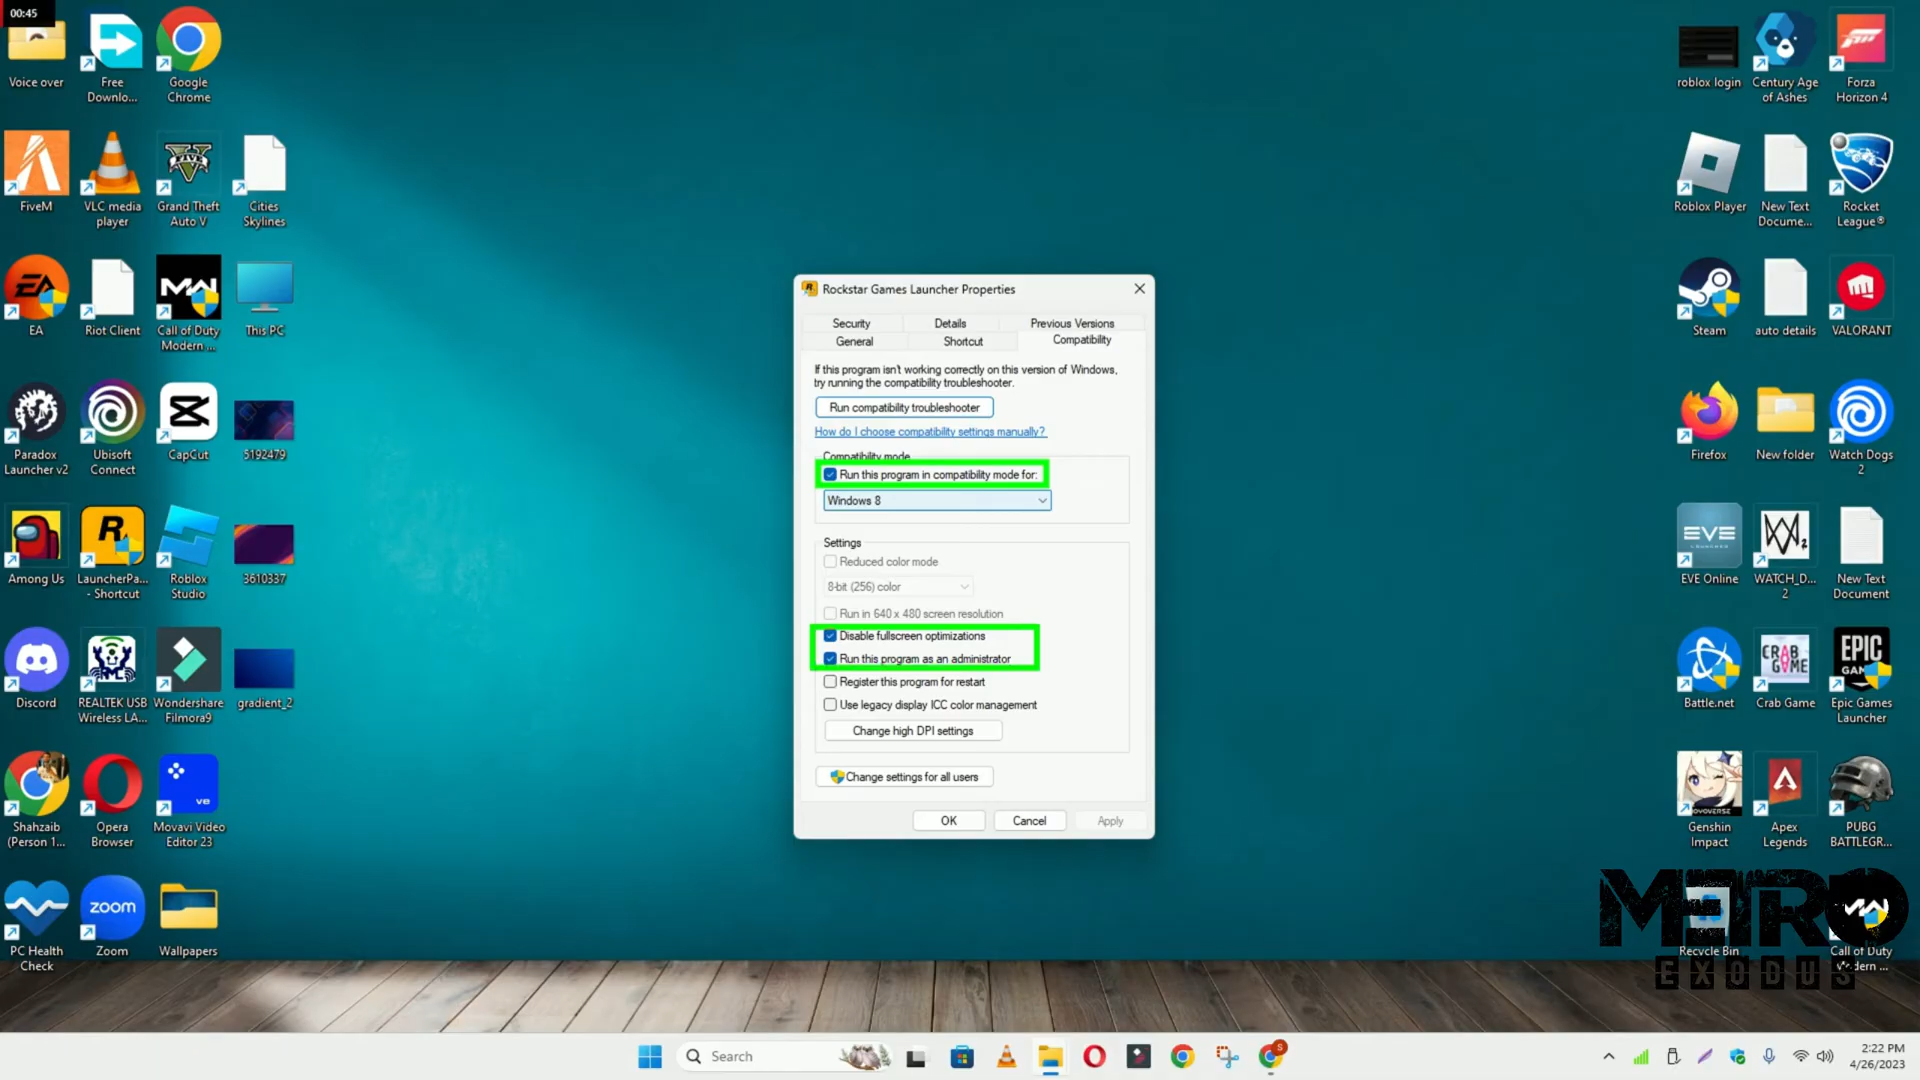 00:45
Voice over
Free
Downlo...
Google
Chrome
FiveM
VLC media
player
FIVE
Grand Theft
Auto V
Cities
Skylines
EA
EA
Riot Client
MW
Call of Duty
Modern ...
This PC
Paradox
Launcher v2
Ubisoft
Connect
CapCut
5192479
Among Us
R
LauncherPa...
- Shortcut
Roblox
Studio
3610337
Discord
REALTEK USB
Wireless LA...
Wondershare
Filmora9
gradient_2
Shahzaib
(Person 1...
Opera
Browser
V8
Movavi Video
Editor 23
PC Health
Check
zoom
Zoom
Wallpapers
Rockstar Games Launcher Properties
Security
Details
Previous Versions
General
Shortcut
Compatibility
If this program isn't working correctly on this version of Windows,
try running the compatibility troubleshooter.
Run compatibility troubleshooter
How do I choose compatibility settings manually?
Compatibility mode
Run this program in compatibility mode for:
Windows 8
Settings
Reduced color mode
8-bit (256) color
Run in 640 x 480 screen resolution
Disable fullscreen optimizations
Run this program as an administrator
Register this program for restart
Use legacy display ICC color management
Change high DPI settings
Change settings for all users
OK
Cancel
Apply
roblox login
Century Age
of Ashes
Forza
Horizon 4
Roblox Player
New Text
Docume...
Rocket
League®
Steam
auto details
VALORANT
Firefox
New folder
Watch Dogs
2
EVE
EVE Online
WATCH_D...
2
New Text
Document
Battle.net
CRAB
GAME
Crab Game
EPIC
GAMES
Epic Games
Launcher
Genshin
Impact
Apex
Legends
PUBG
BATTLEGR...
METRO
EXODUS
Recycle Bin
Call of Duty
Modern ...
Search
S
2:22 PM
4/26/2023